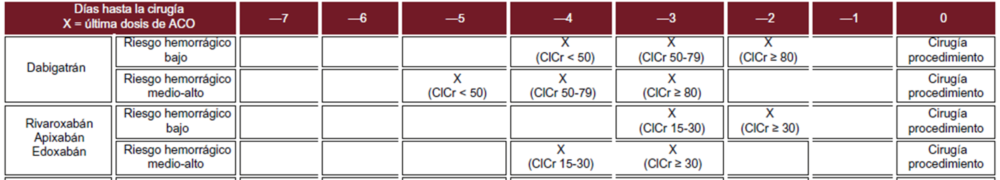 Días hasta la cirugía
X = última dosis de ACO
—7
—6
—5
—4
—3
—2
—1
0
Dabigatrán
Riesgo hemorrágico
bajo
X
(ClCr < 50)
X
(ClCr 50-79)
X
(ClCr ≥ 80)
Cirugía
procedimiento
Riesgo hemorrágico
medio-alto
X
(ClCr < 50)
X
(ClCr 50-79)
X
(ClCr ≥ 80)
Cirugía
procedimiento
Rivaroxabán
Apixabán
Edoxabán
Riesgo hemorrágico
bajo
X
(ClCr 15-30)
X
(ClCr ≥ 30)
Cirugía
procedimiento
Riesgo hemorrágico
medio-alto
X
(ClCr 15-30)
X
(ClCr ≥ 30)
Cirugía
procedimiento